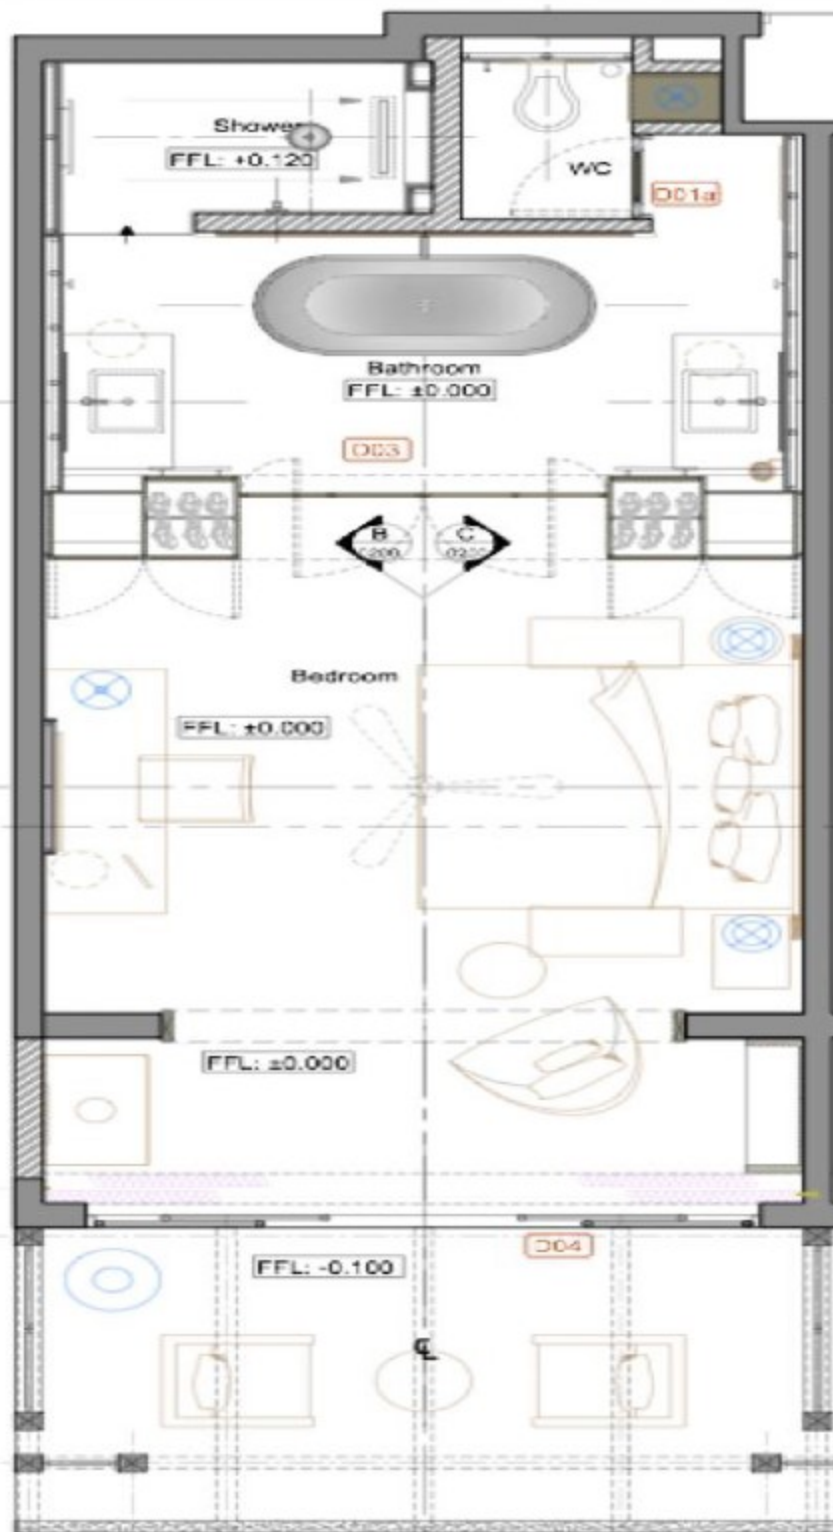 Shower
FFL: +0.120
WC
D01a
Bathroom
FFL: ±0.000
D03
B
C
Bedroom
FFL: ±0.000
FFL: ±0.000
D04
FFL: -0.100
℄